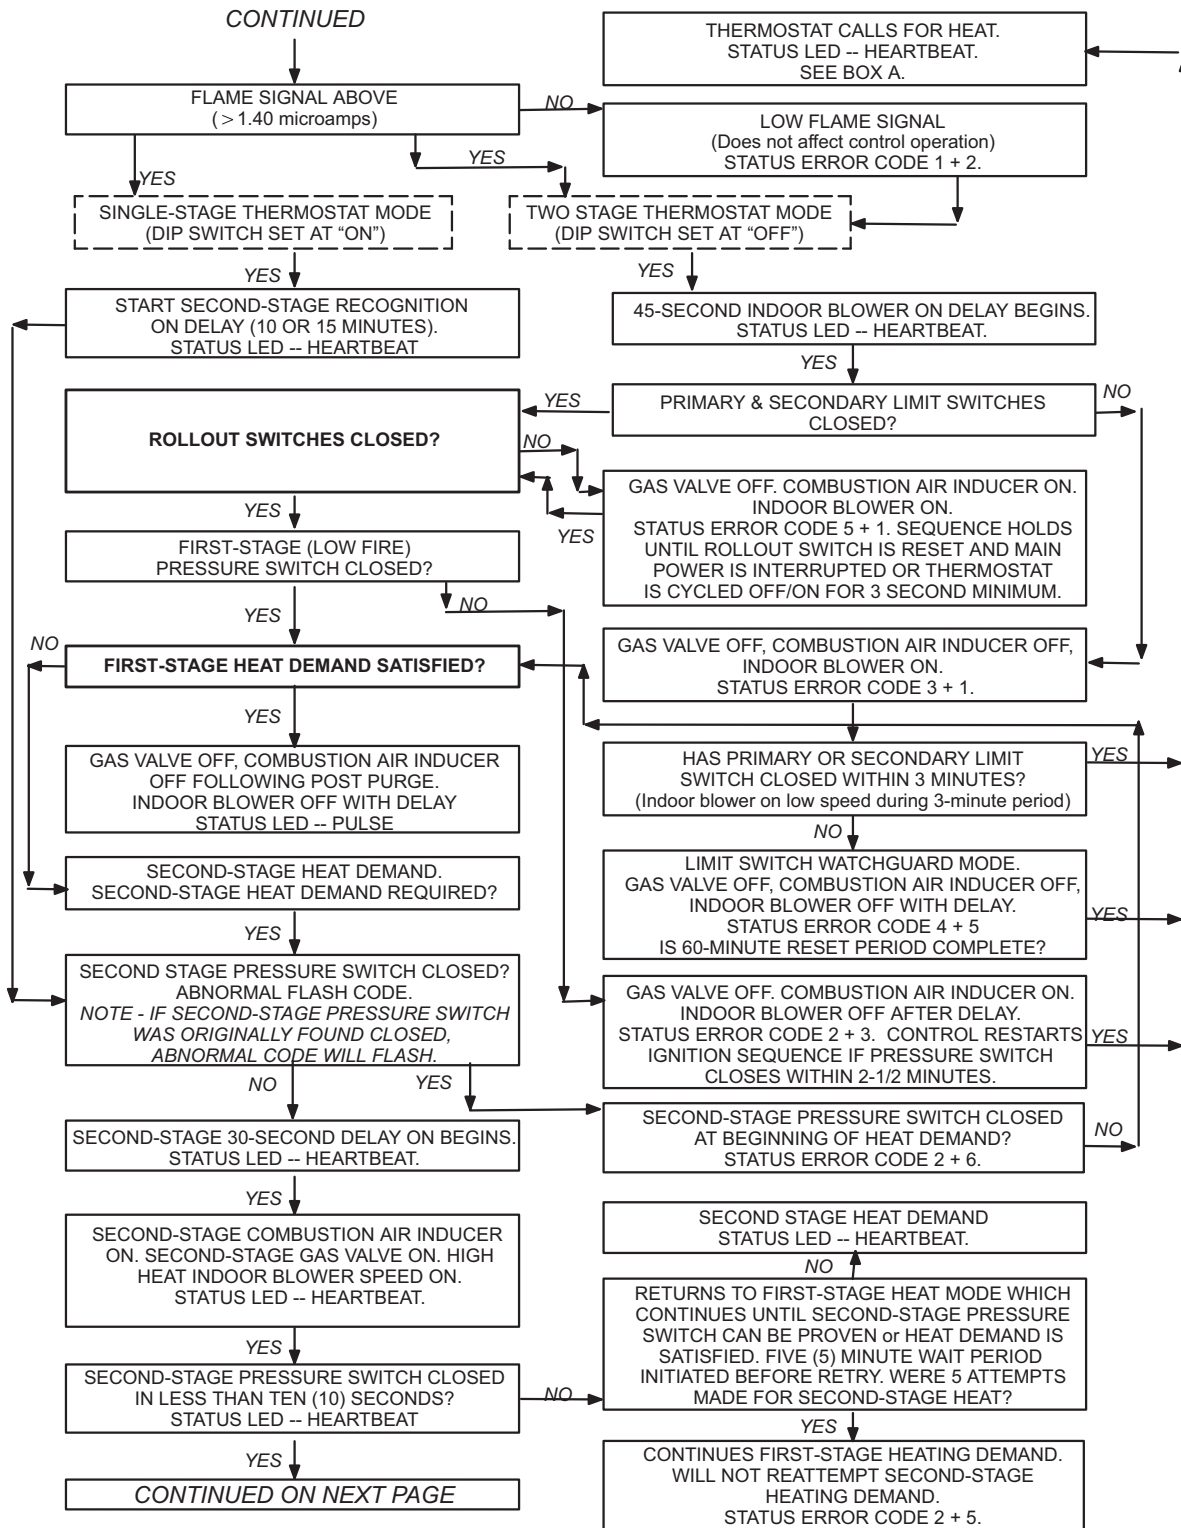 CONTINUED
THERMOSTAT CALLS FOR HEAT.
STATUS LED -- HEARTBEAT.
SEE BOX A.
FLAME SIGNAL ABOVE
(>1.40 microamps)
NO
LOW FLAME SIGNAL
(Does not affect control operation)
STATUS ERROR CODE 1 + 2.
YES
YES
SINGLE-STAGE THERMOSTAT MODE
(DIP SWITCH SET AT “ON”)
TWO STAGE THERMOSTAT MODE
(DIP SWITCH SET AT “OFF”)
YES
YES
START SECOND-STAGE RECOGNITION
ON DELAY (10 OR 15 MINUTES).
STATUS LED -- HEARTBEAT
45-SECOND INDOOR BLOWER ON DELAY BEGINS.
STATUS LED -- HEARTBEAT.
YES
PRIMARY & SECONDARY LIMIT SWITCHES
CLOSED?
YES
NO
ROLLOUT SWITCHES CLOSED?
NO
YES
GAS VALVE OFF. COMBUSTION AIR INDUCER ON.
INDOOR BLOWER ON.
STATUS ERROR CODE 5 + 1. SEQUENCE HOLDS
UNTIL ROLLOUT SWITCH IS RESET AND MAIN
POWER IS INTERRUPTED OR THERMOSTAT
IS CYCLED OFF/ON FOR 3 SECOND MINIMUM.
YES
FIRST-STAGE (LOW FIRE)
PRESSURE SWITCH CLOSED?
NO
YES
NO
FIRST-STAGE HEAT DEMAND SATISFIED?
GAS VALVE OFF, COMBUSTION AIR INDUCER OFF,
INDOOR BLOWER ON.
STATUS ERROR CODE 3 + 1.
YES
GAS VALVE OFF, COMBUSTION AIR INDUCER
OFF FOLLOWING POST PURGE.
INDOOR BLOWER OFF WITH DELAY
STATUS LED -- PULSE
HAS PRIMARY OR SECONDARY LIMIT
SWITCH CLOSED WITHIN 3 MINUTES?
(Indoor blower on low speed during 3-minute period)
YES
NO
SECOND-STAGE HEAT DEMAND.
SECOND-STAGE HEAT DEMAND REQUIRED?
LIMIT SWITCH WATCHGUARD MODE.
GAS VALVE OFF, COMBUSTION AIR INDUCER OFF,
INDOOR BLOWER OFF WITH DELAY.
STATUS ERROR CODE 4 + 5
IS 60-MINUTE RESET PERIOD COMPLETE?
YES
YES
SECOND STAGE PRESSURE SWITCH CLOSED?
ABNORMAL FLASH CODE.
NOTE - IF SECOND-STAGE PRESSURE SWITCH
WAS ORIGINALLY FOUND CLOSED,
ABNORMAL CODE WILL FLASH.
GAS VALVE OFF. COMBUSTION AIR INDUCER ON.
INDOOR BLOWER OFF AFTER DELAY.
STATUS ERROR CODE 2 + 3. CONTROL RESTARTS
IGNITION SEQUENCE IF PRESSURE SWITCH
CLOSES WITHIN 2-1/2 MINUTES.
YES
NO
YES
SECOND-STAGE 30-SECOND DELAY ON BEGINS.
STATUS LED -- HEARTBEAT.
SECOND-STAGE PRESSURE SWITCH CLOSED
AT BEGINNING OF HEAT DEMAND?
STATUS ERROR CODE 2 + 6.
NO
YES
SECOND-STAGE COMBUSTION AIR INDUCER
ON. SECOND-STAGE GAS VALVE ON. HIGH
HEAT INDOOR BLOWER SPEED ON.
STATUS LED -- HEARTBEAT.
SECOND STAGE HEAT DEMAND
STATUS LED -- HEARTBEAT.
NO
RETURNS TO FIRST-STAGE HEAT MODE WHICH
CONTINUES UNTIL SECOND-STAGE PRESSURE
SWITCH CAN BE PROVEN or HEAT DEMAND IS
SATISFIED. FIVE (5) MINUTE WAIT PERIOD
INITIATED BEFORE RETRY. WERE 5 ATTEMPTS
MADE FOR SECOND-STAGE HEAT?
YES
SECOND-STAGE PRESSURE SWITCH CLOSED
IN LESS THAN TEN (10) SECONDS?
STATUS LED -- HEARTBEAT
NO
YES
YES
CONTINUED ON NEXT PAGE
CONTINUES FIRST-STAGE HEATING DEMAND.
WILL NOT REATTEMPT SECOND-STAGE
HEATING DEMAND.
STATUS ERROR CODE 2 + 5.